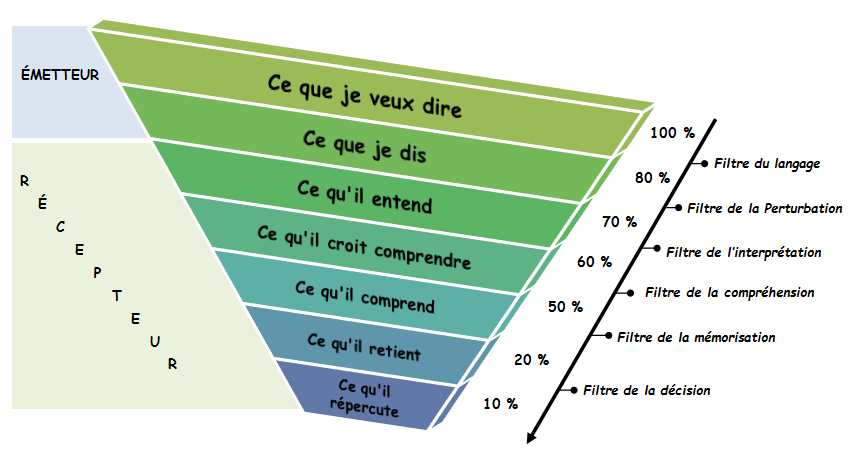 ÉMETTEUR
RÉCEPTEUR
Ce que je veux dire
Ce que je dis
Ce qu'il entend
Ce qu'il croit comprendre
Ce qu'il comprend
Ce qu'il retient
Ce qu'il
répercute
100 %
80 %
70 %
60 %
50 %
20 %
10 %
Filtre du langage
Filtre de la Perturbation
Filtre de l'interprétation
Filtre de la compréhension
Filtre de la mémorisation
Filtre de la décision